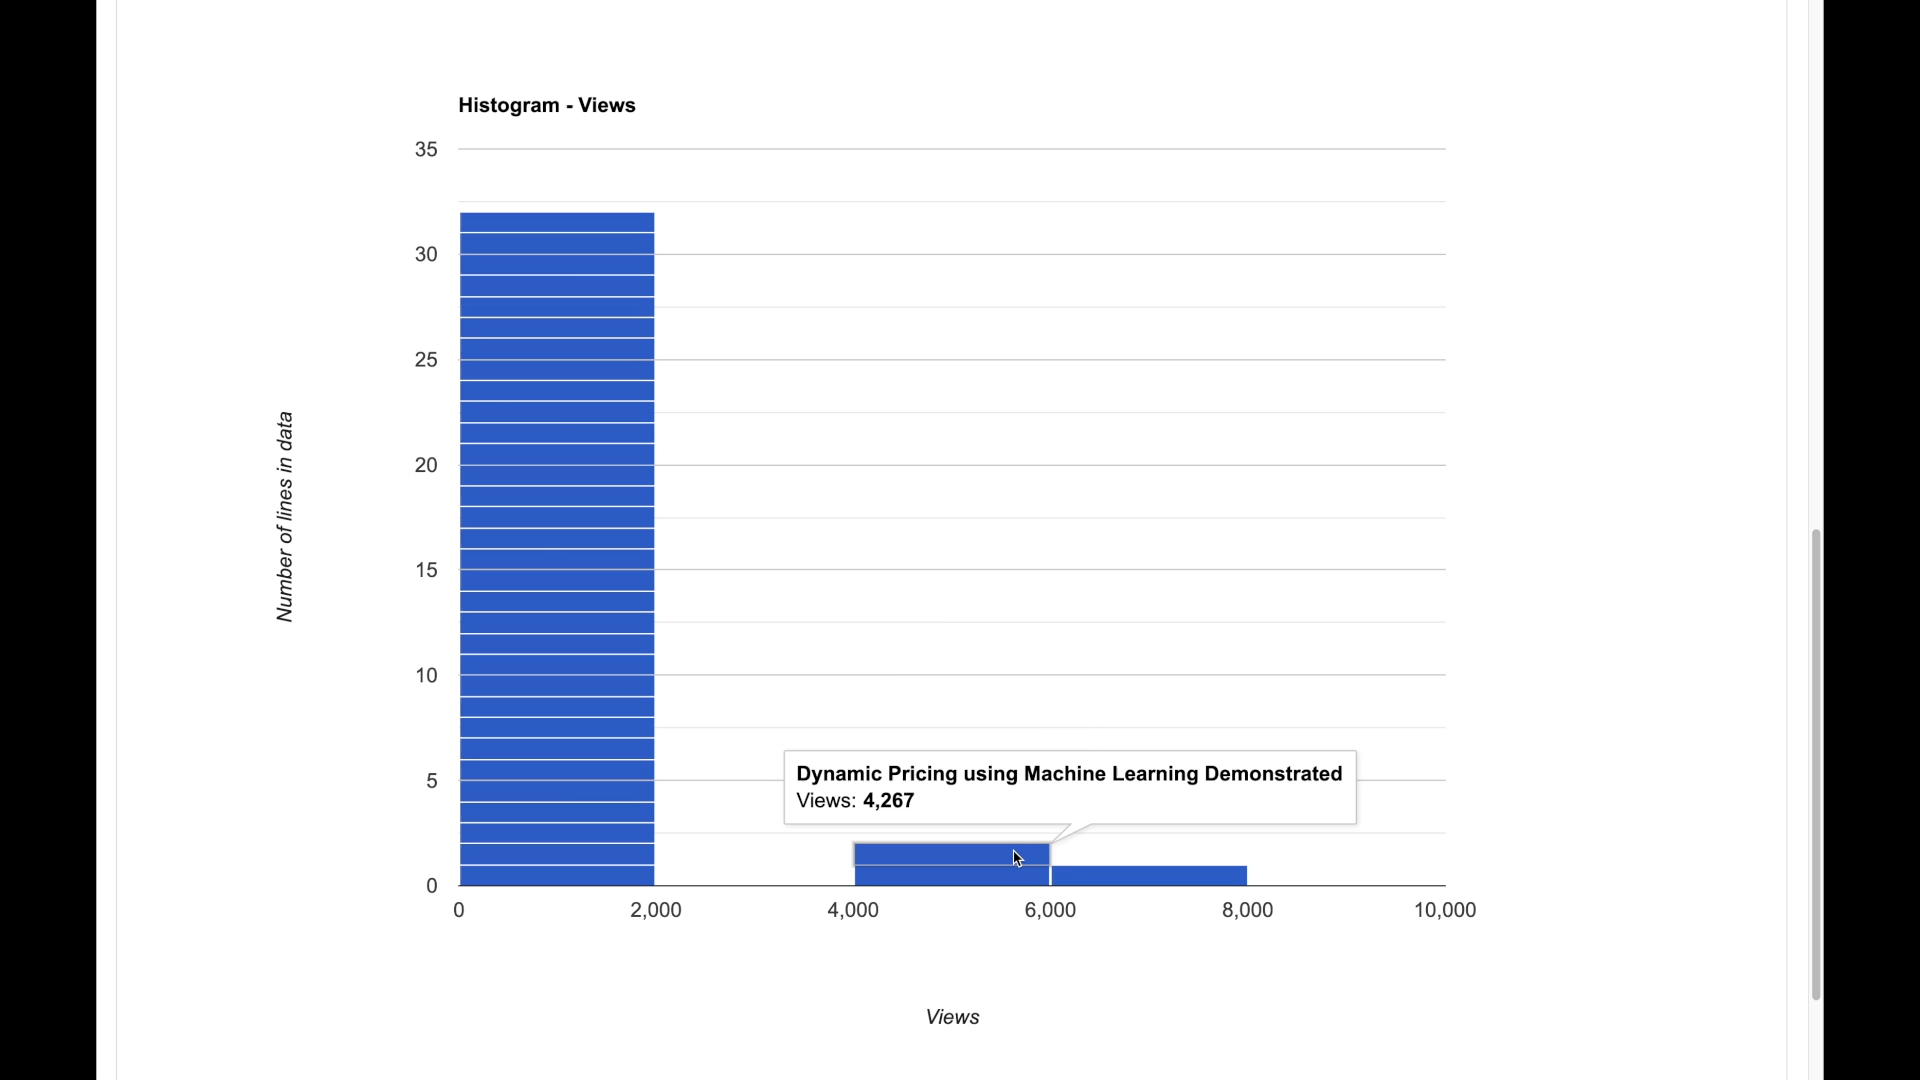 Histogram - Views
35
30
25
20
15
10
5
0
Number of lines in data
Dynamic Pricing using Machine Learning Demonstrated
Views: 4,267
0 2,000 4,000 6,000 8,000 10,000
Views